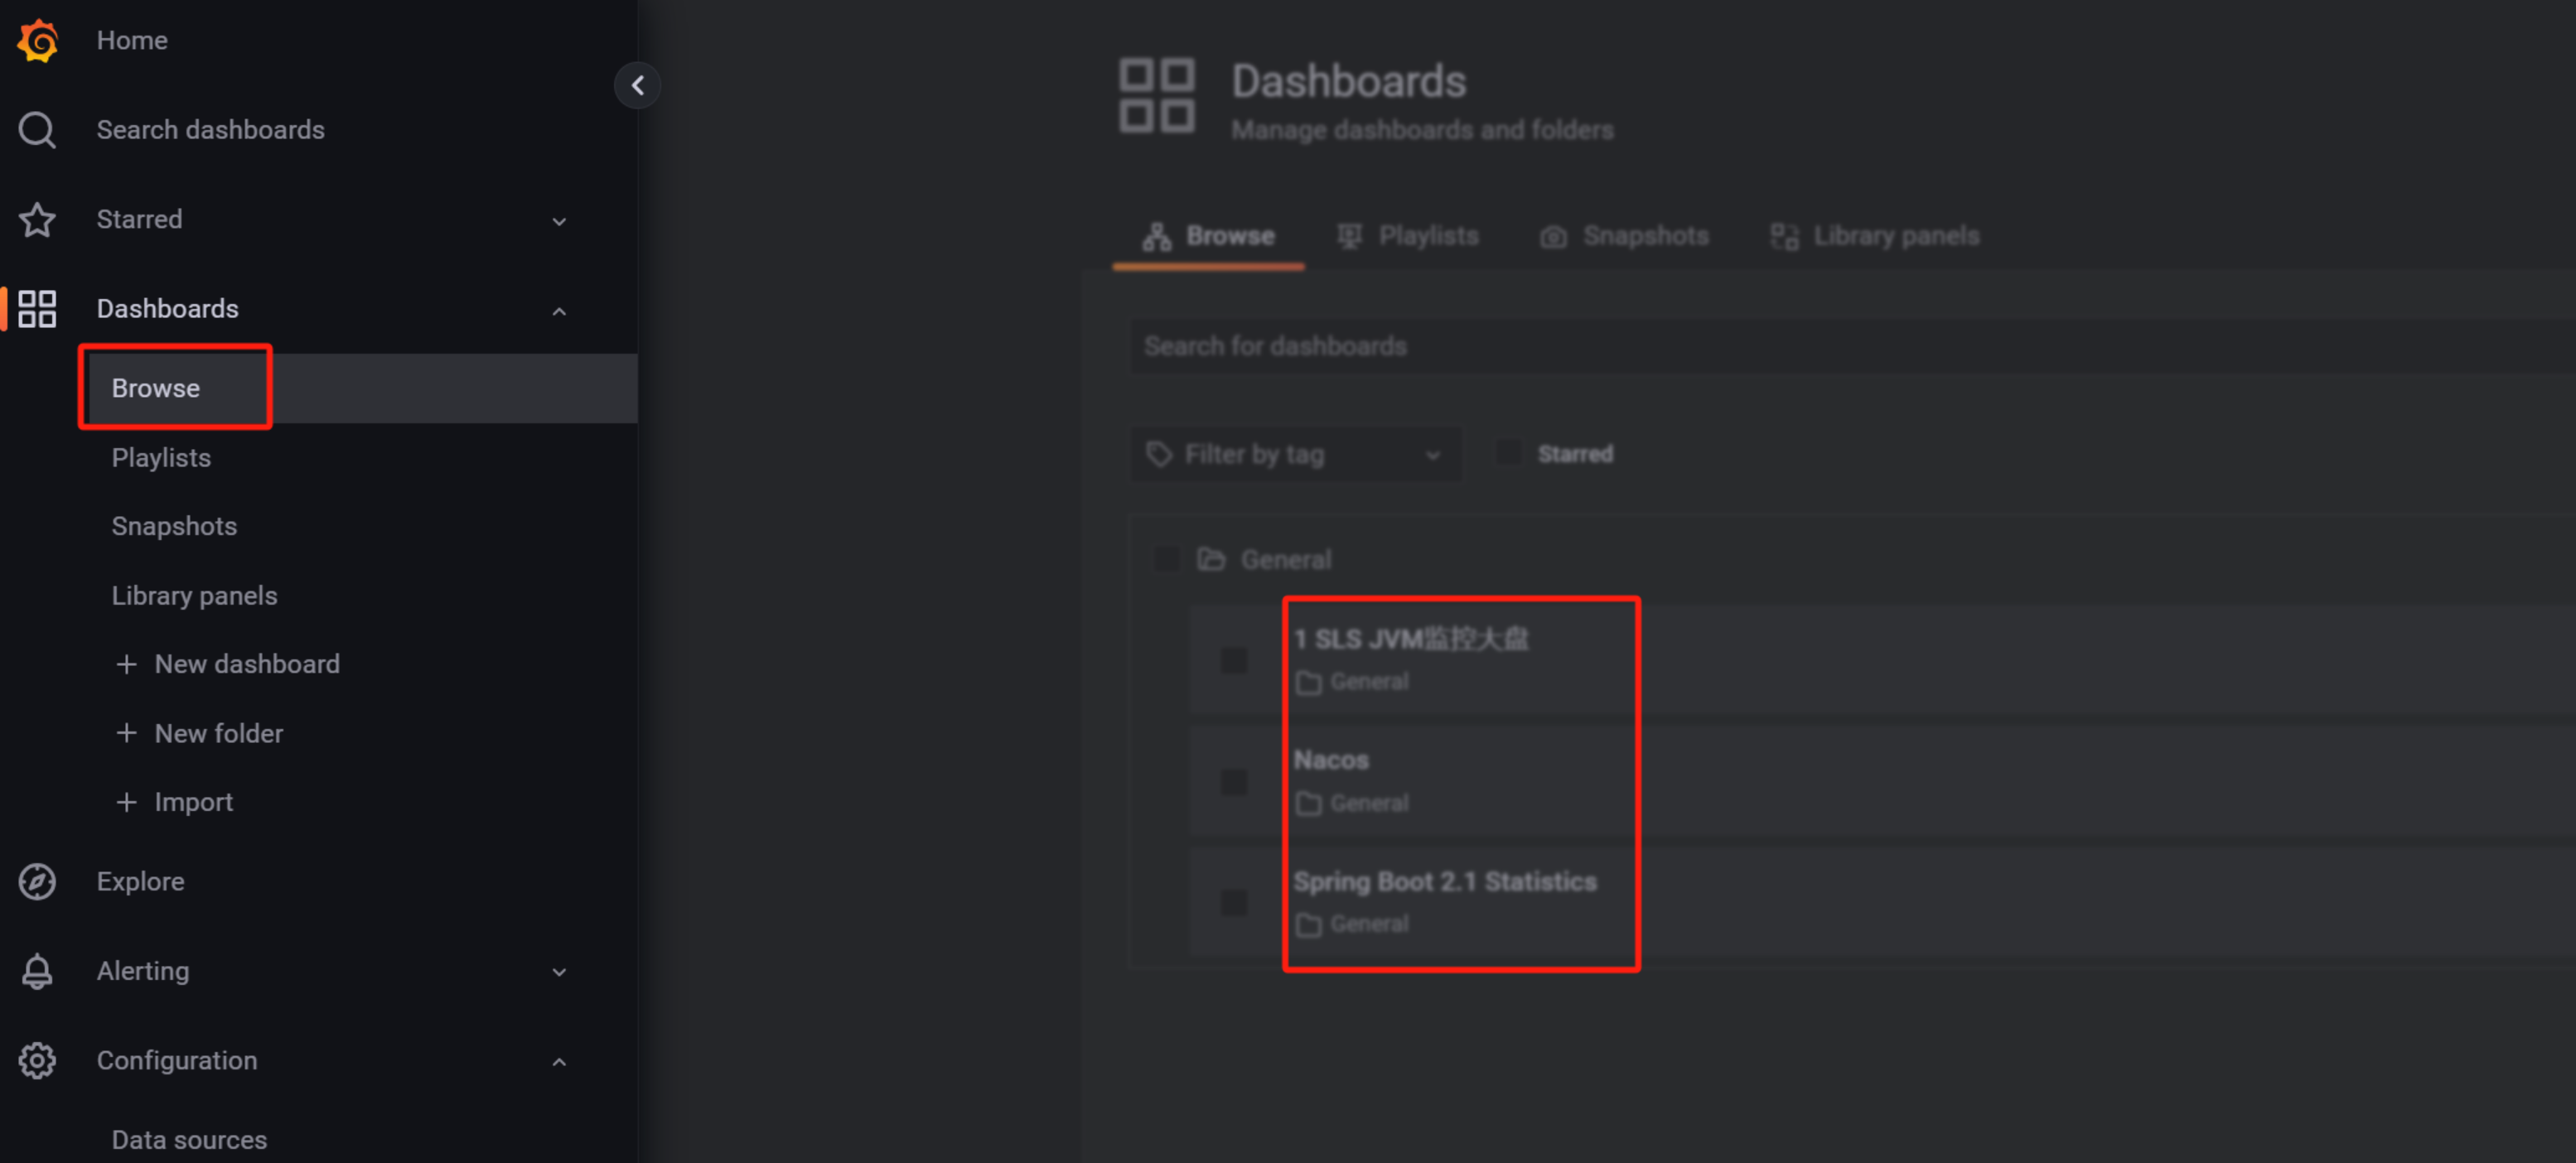 Home
Search dashboards
Starred
Dashboards
Browse
Playlists
Snapshots
Library panels
+ New dashboard
+ New folder
+ Import
Explore
Alerting
Configuration
Data sources
Dashboards
Manage dashboards and folders
Browse Playlists Snapshots Library panels
Search for dashboards
Filter by tag Starred
General
1 SLS JVM监控大盘
General
Nacos
General
Spring Boot 2.1 Statistics
General